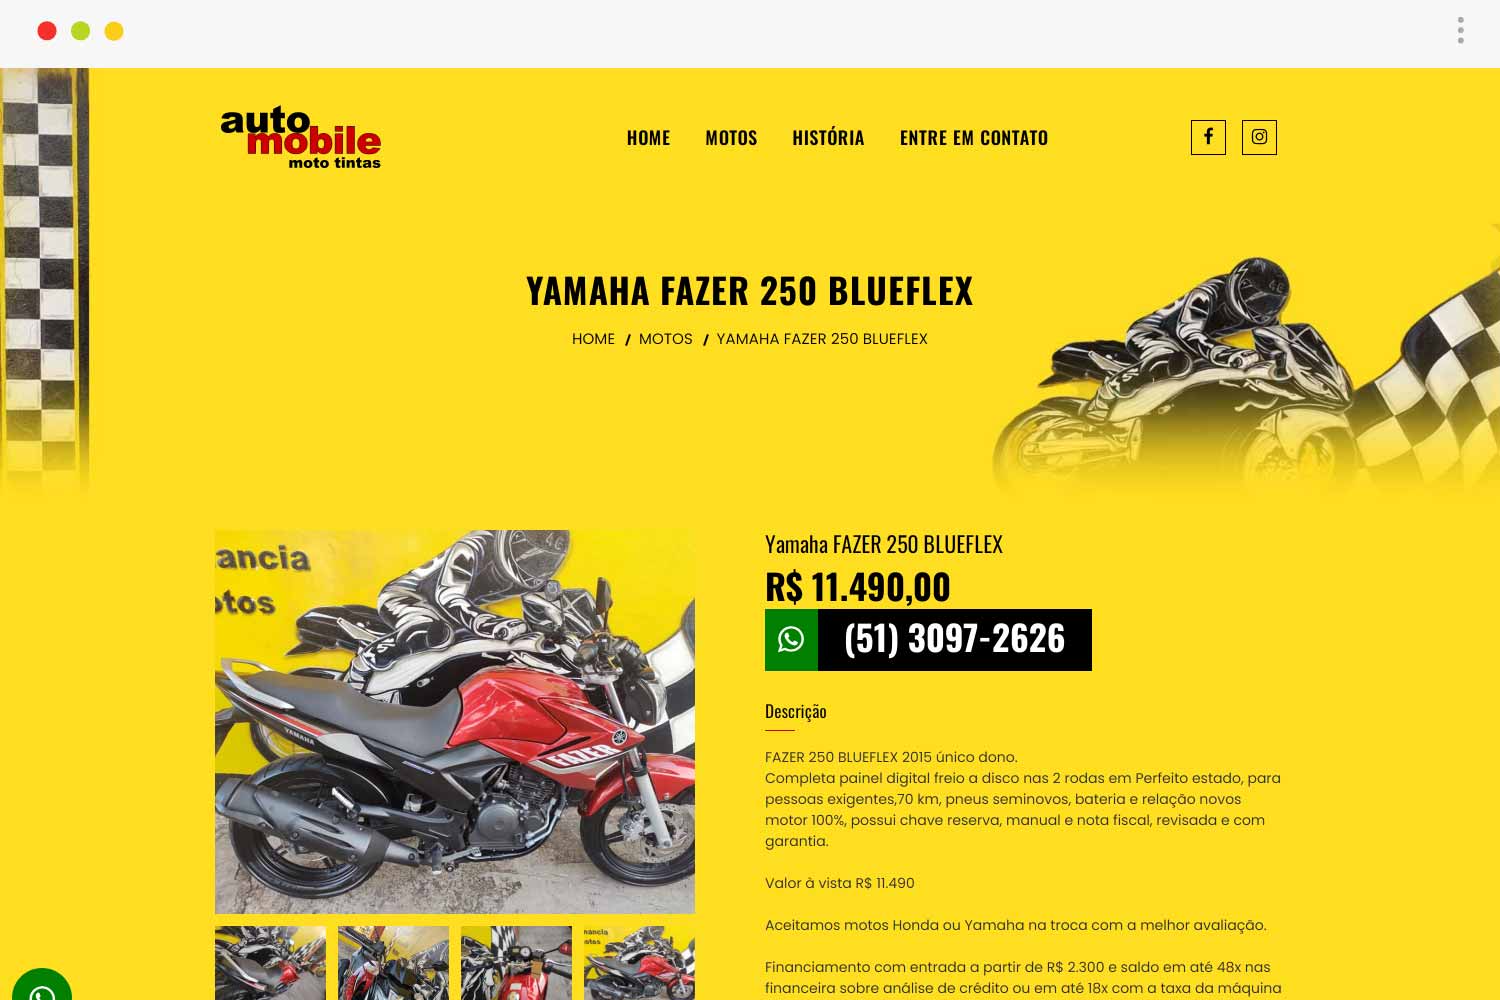 auto
mobile
moto tintas
HOME MOTOS HISTÓRIA ENTRE EM CONTATO
46
YAMAHA FAZER 250 BLUEFLEX
HOME / MOTOS / YAMAHA FAZER 250 BLUEFLEX
ancia
otos
46
YAMAHA
FAZER
Yamaha FAZER 250 BLUEFLEX
R$ 11.490,00
(51) 3097-2626
Descrição
FAZER 250 BLUEFLEX 2015 único dono.
Completa painel digital freio a disco nas 2 rodas em Perfeito estado, para
pessoas exigentes,70 km, pneus seminovos, bateria e relação novos
motor 100%, possui chave reserva, manual e nota fiscal, revisada e com
garantia.
Valor à vista R$ 11.490
Aceitamos motos Honda ou Yamaha na troca com a melhor avaliação.
Financiamento com entrada a partir de R$ 2.300 e saldo em até 48x nas
financeira sobre análise de crédito ou em até 18x com a taxa da máquina